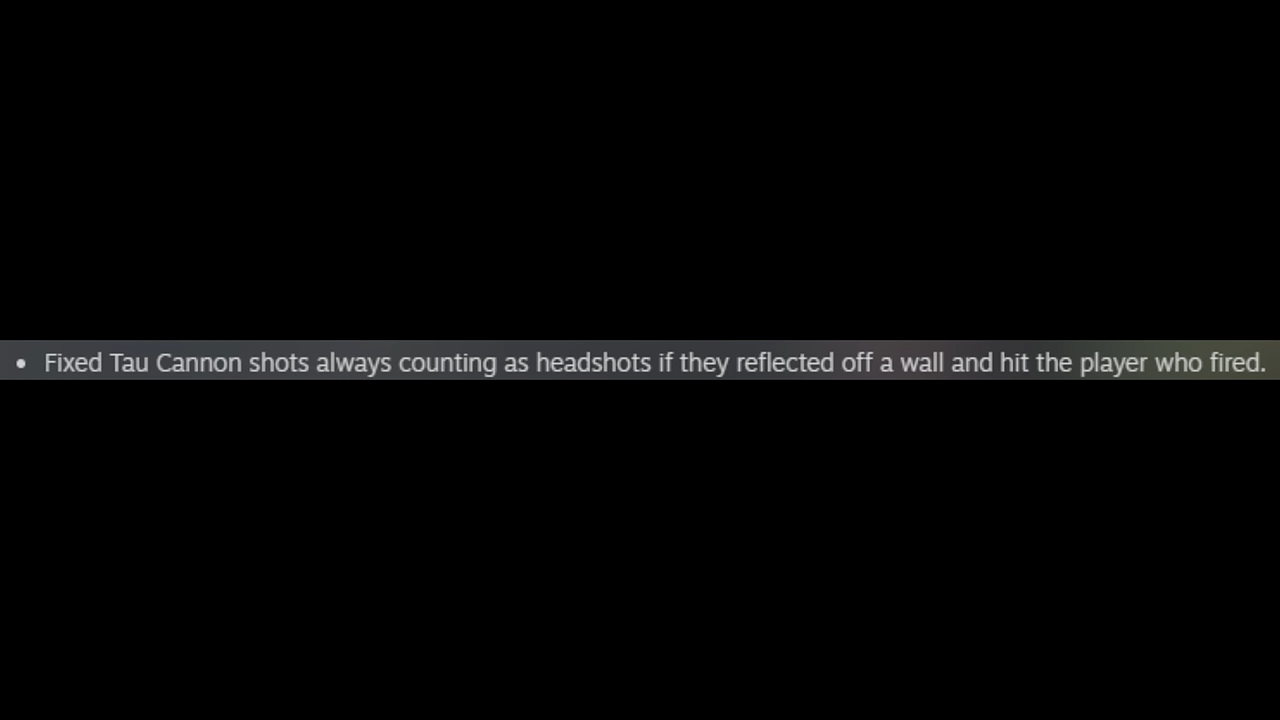 • Fixed Tau Cannon shots always counting as headshots if they reflected off a wall and hit the player who fired.